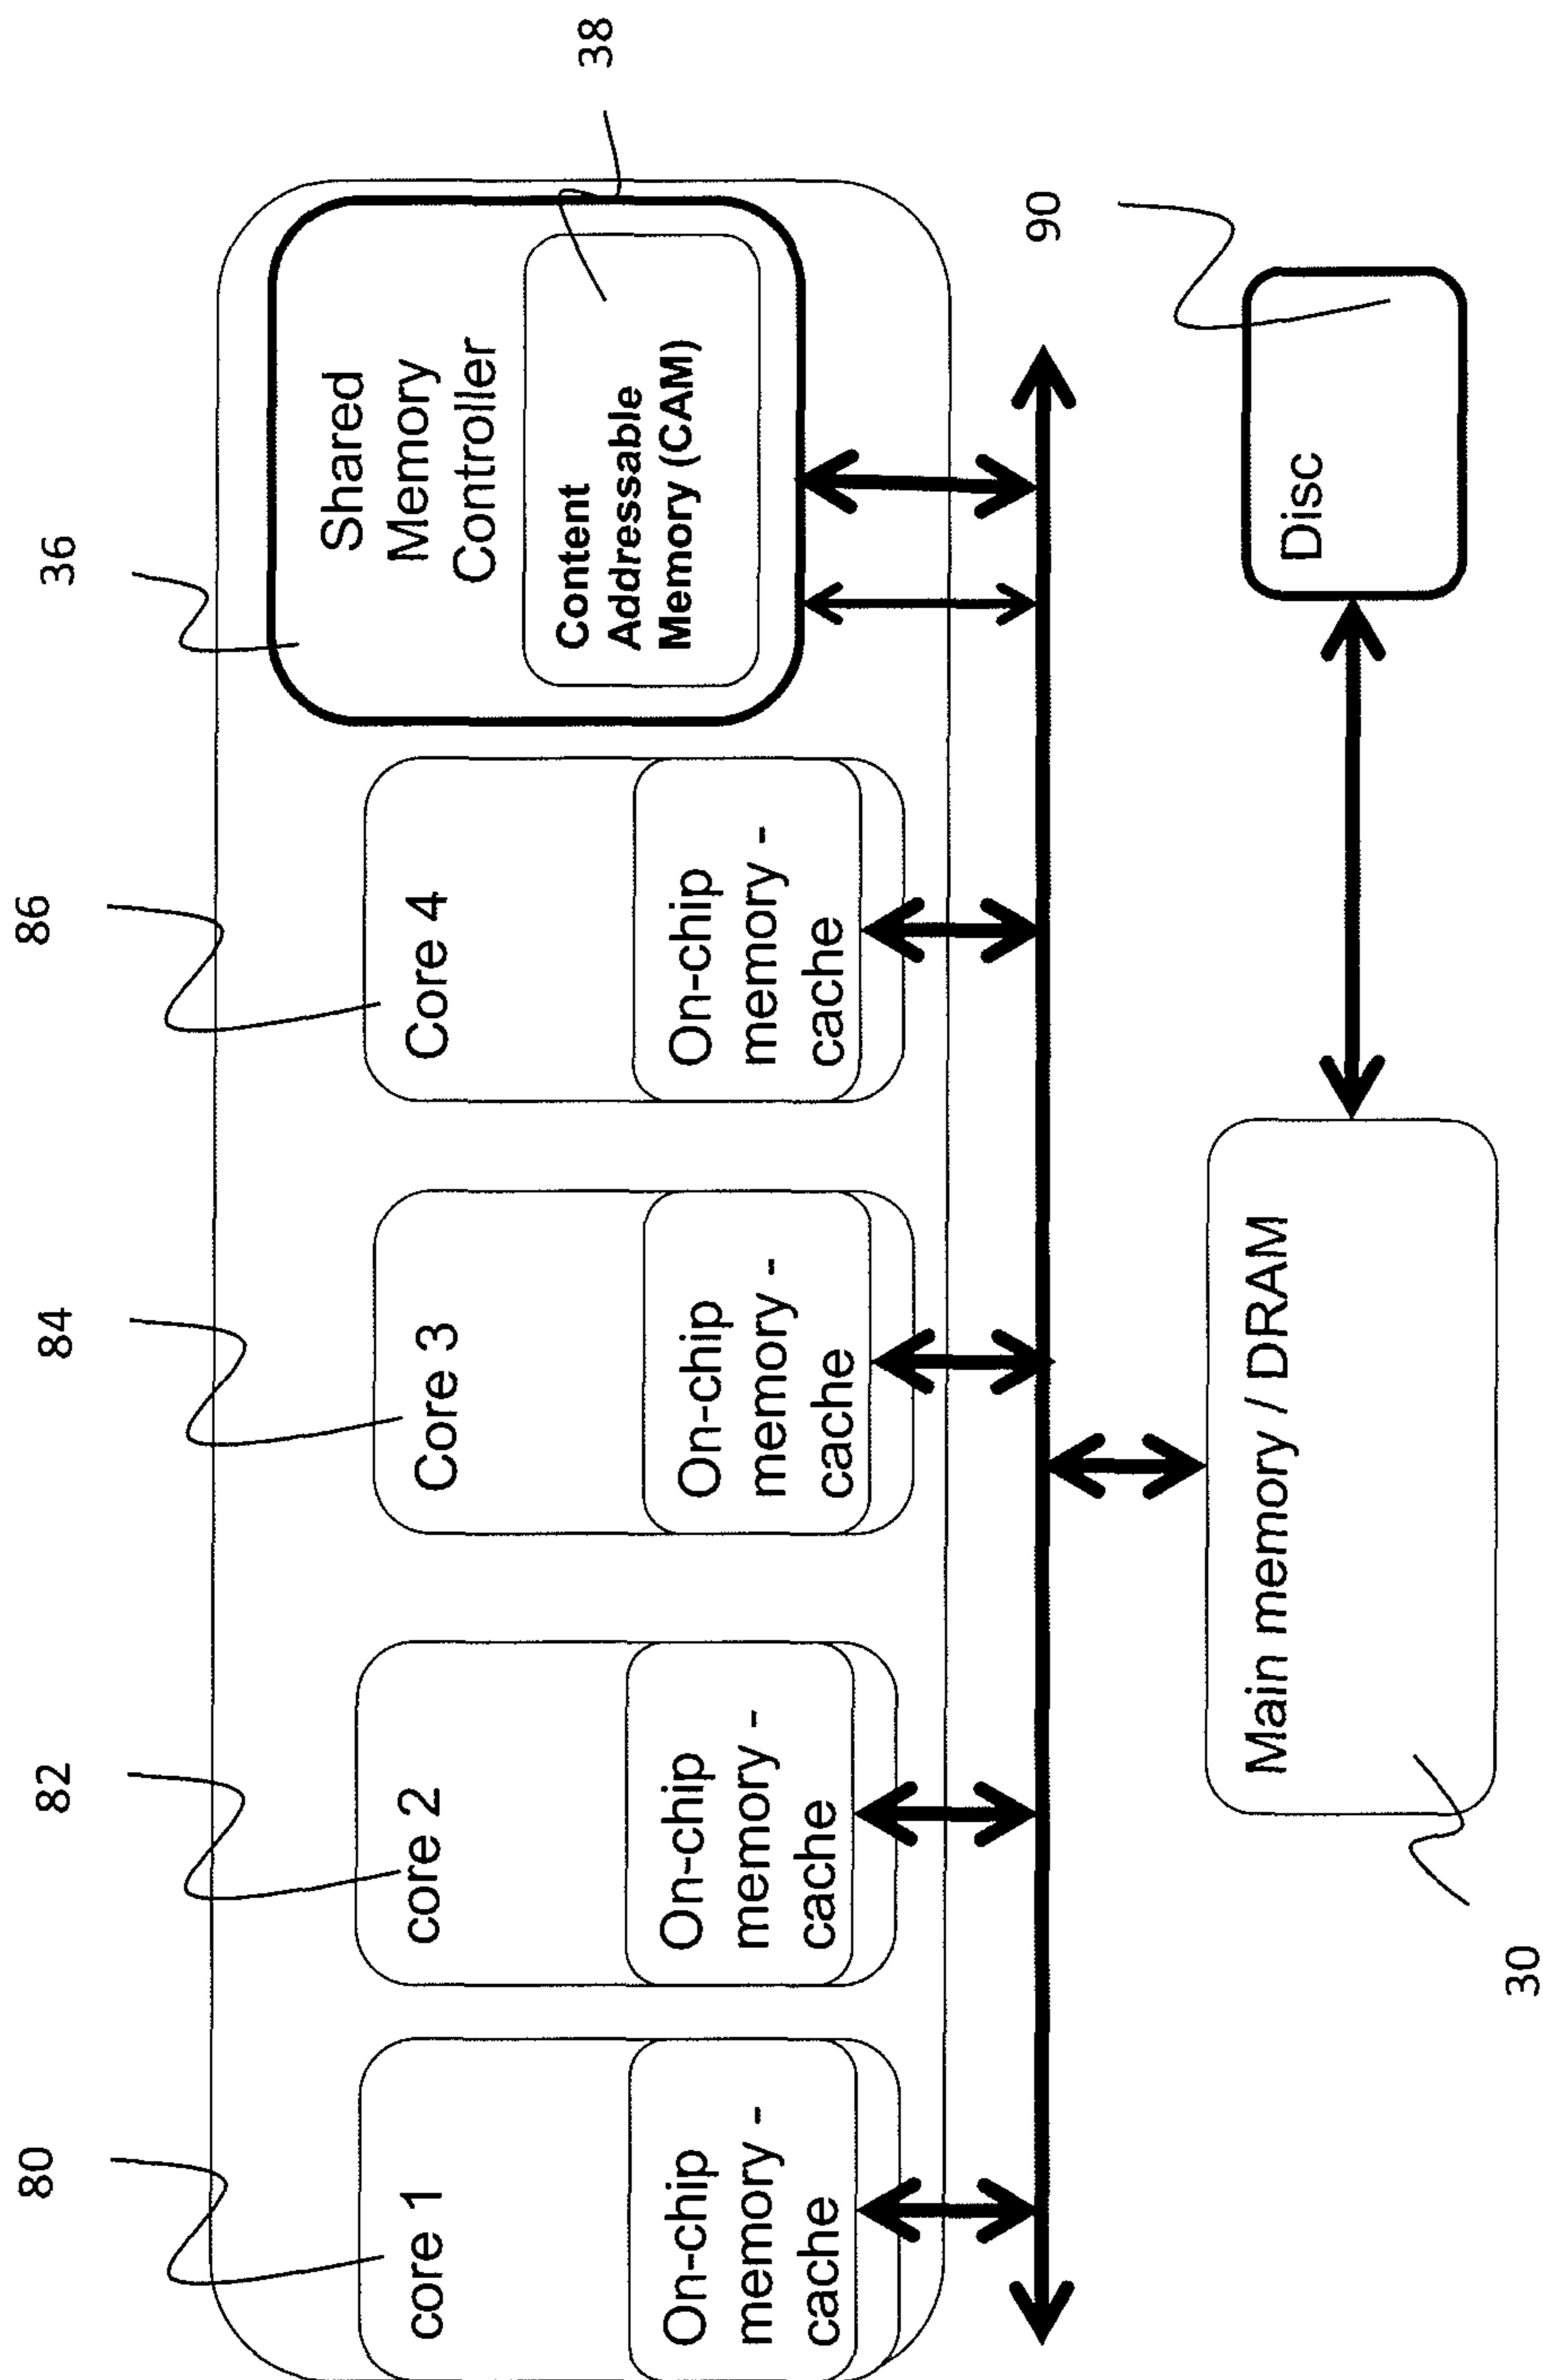 80
82
84
86
36
38
core 1
On-chip
memory -
cache
core 2
On-chip
memory -
cache
Core 3
On-chip
memory -
cache
Core 4
On-chip
memory -
cache
Shared
Memory
Controller
Content
Addressable
Memory (CAM)
90
Main memory / DRAM
Disc
30